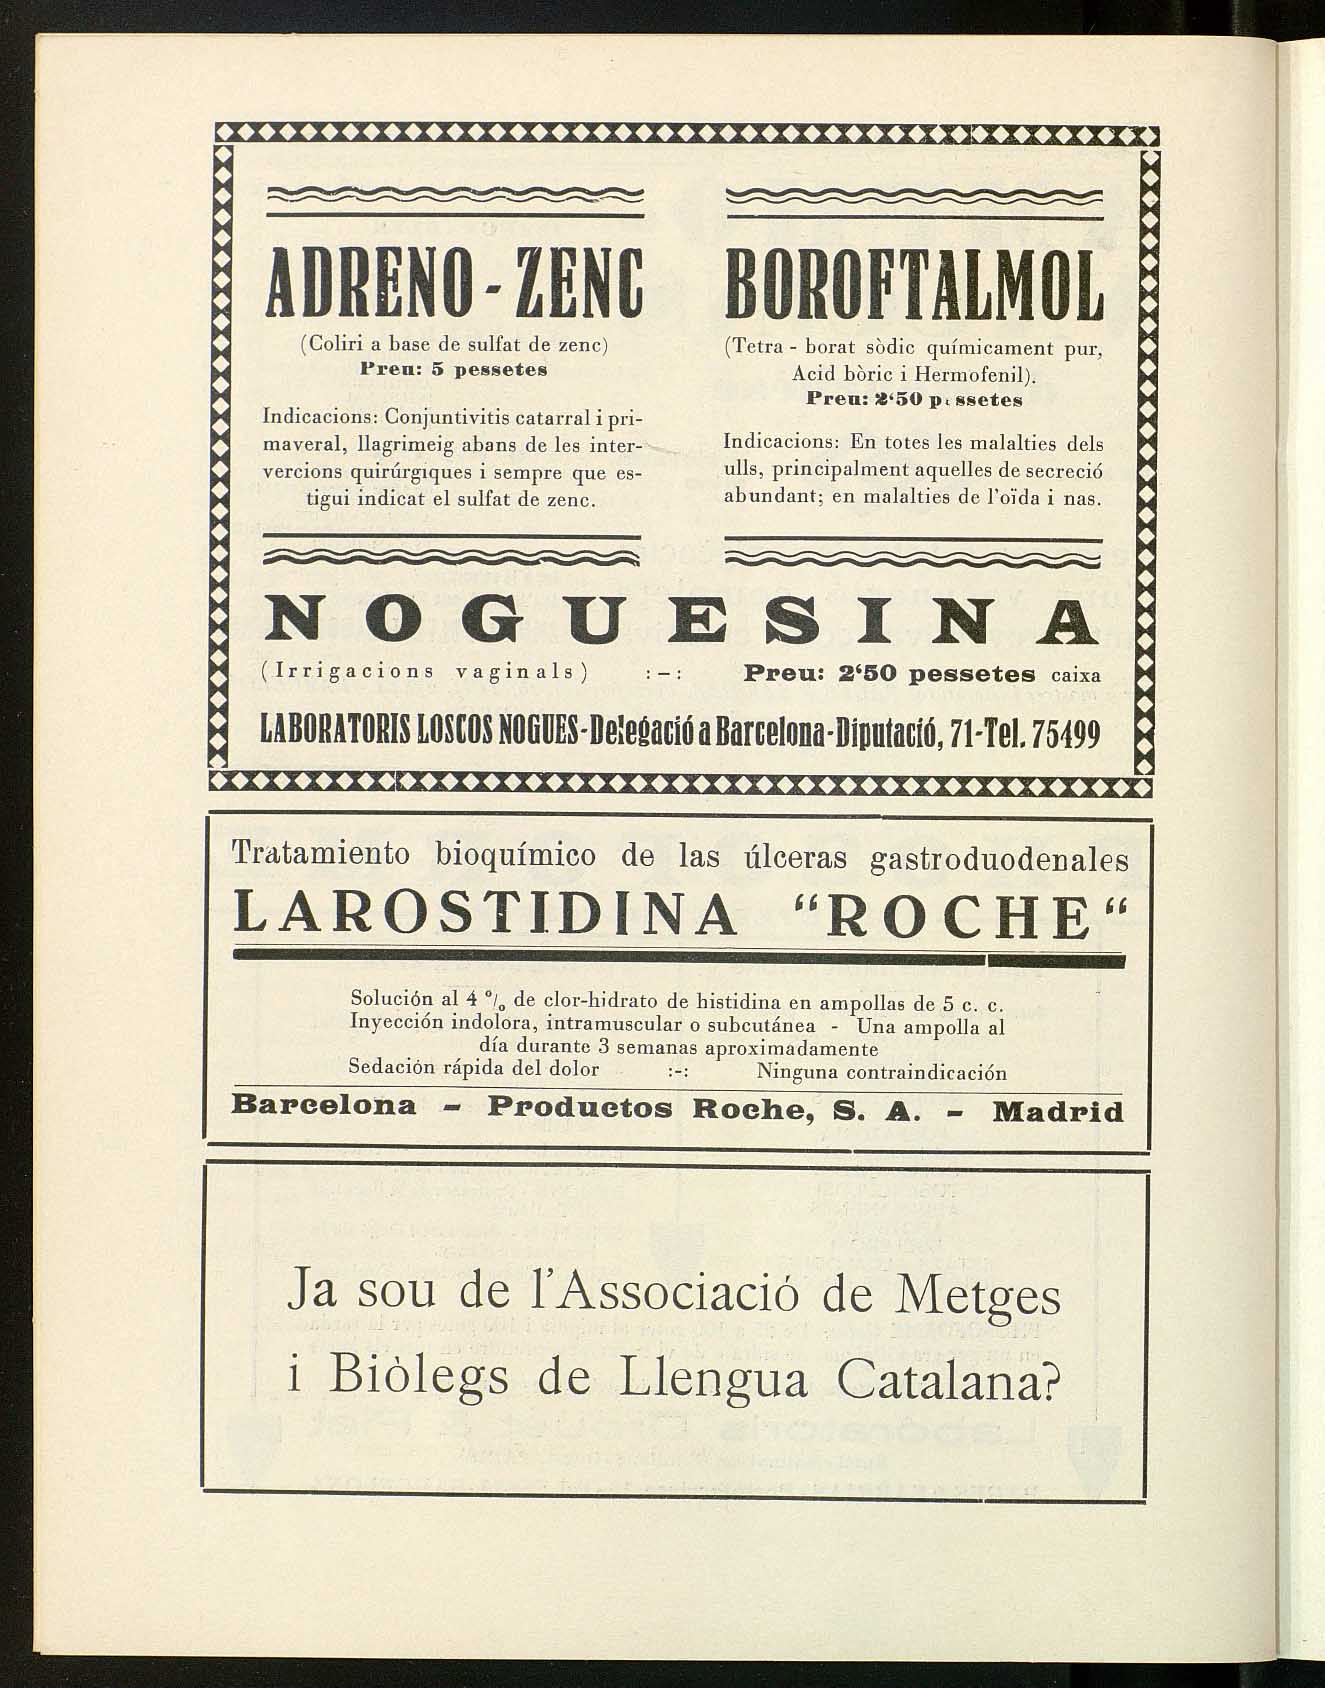 ADRENO - ZENC
(Coliri a base de sulfat de zenc)
Preu: 5 pessetes
Indicacions: Conjuntivitis catarral i pri-
maveral, llagrimeig abans de les inter-
vercions quirúrgiques i sempre que es-
tigui indicat el sulfat de zenc.
BOROFTALMOL
(Tetra - borat sòdic químicament pur,
Acid bòric i Hermofenil).
Preu: 2‘50 pessetes
Indicacions: En totes les malalties dels
ulls, principalment aquelles de secreció
abundant; en malalties de l'oïda i nas.
NOGUESINA
(Irrigacions vaginals) :-: Preu: 2‘50 pessetes caixa
LABORATORIS LOSCOS NOGUES-Delegació a Barcelona-Diputació, 71-Tel. 75499
Tratamiento bioquímico de las úlceras gastroduodenales
LAROSTIDINA “ROCHE“
Solución al 4 % de clor-hidrato de histidina en ampollas de 5 c. c.
Inyección indolora, intramuscular o subcutánea - Una ampolla al
día durante 3 semanas aproximadamente
Sedación rápida del dolor :-: Ninguna contraindicación
Barcelona - Productos Roche, S. A. - Madrid
Ja sou de l'Associació de Metges
i Biòlegs de Llengua Catalana?